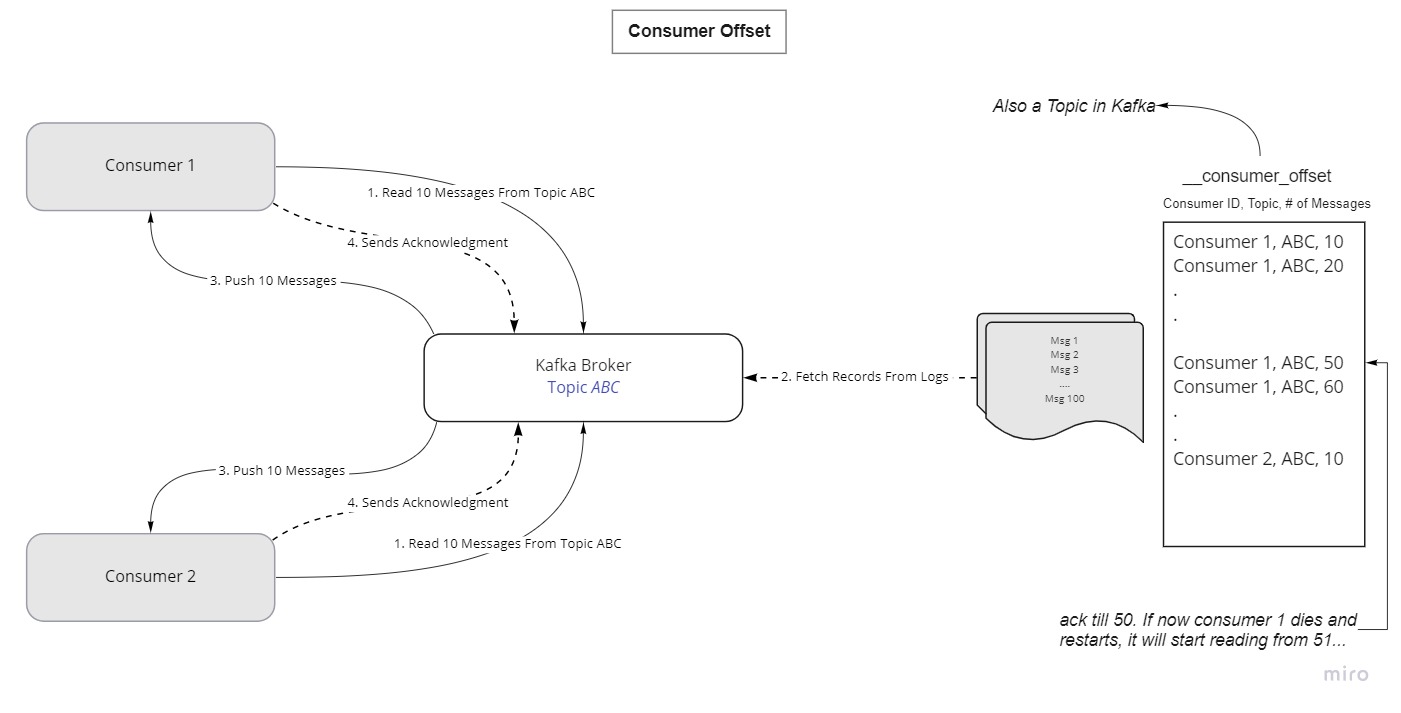 Consumer Offset
Also a Topic in Kafka
Consumer 1
__consumer_offset
1. Read 10 Messages From Topic ABC
Consumer ID, Topic, # of Messages
4. Sends Acknowledgment
Consumer 1, ABC, 10
Consumer 1, ABC, 20
.
.
3. Push 10 Messages
Kafka Broker
Topic ABC
2. Fetch Records From Logs
Msg 1
Msg 2
Msg 3
....
Msg 100
Consumer 1, ABC, 50
Consumer 1, ABC, 60
.
.
Consumer 2, ABC, 10
3. Push 10 Messages
4. Sends Acknowledgment
1. Read 10 Messages From Topic ABC
Consumer 2
ack till 50. If now consumer 1 dies and
restarts, it will start reading from 51...
miro